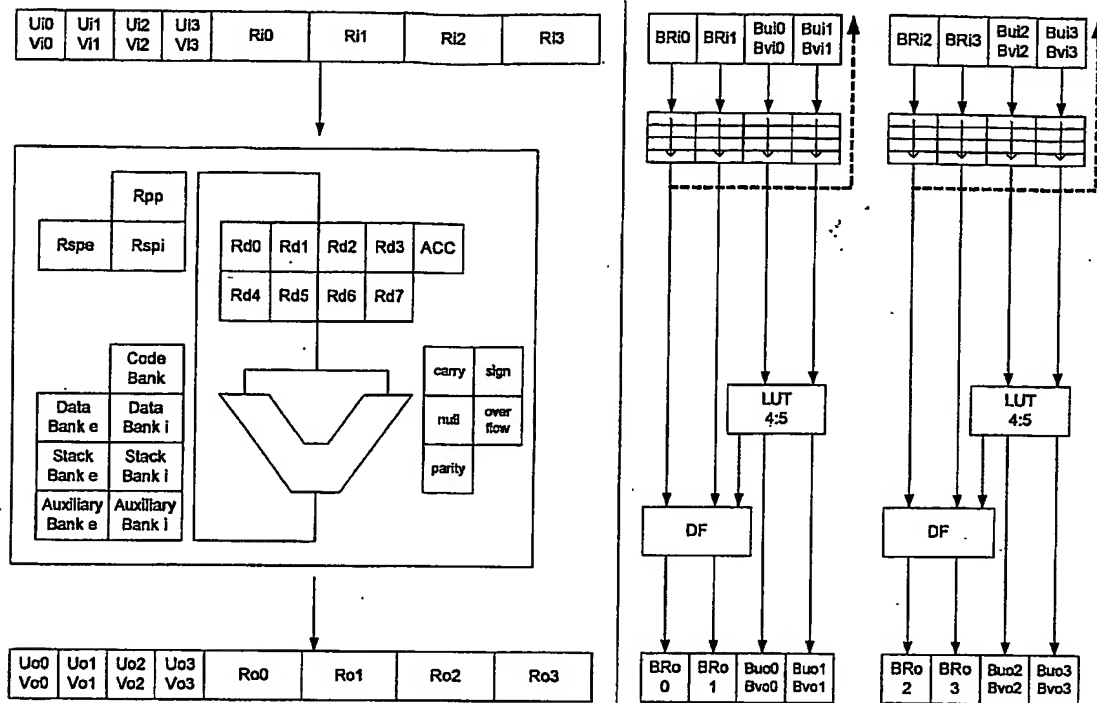 Ui0 Ui1 Ui2 Ui3
Vi0 Vi1 Vi2 Vi3
Ri0 Ri1 Ri2 Ri3
Rpp
Rspe Rspi
Rd0 Rd1 Rd2 Rd3 ACC
Rd4 Rd5 Rd6 Rd7
Code
Bank
Data Data
Bank e Bank i
Stack Stack
Bank e Bank i
Auxiliary Auxiliary
Bank e Bank i
carry sign
null over
flow
parity
Uo0 Uo1 Uo2 Uo3
Vo0 Vo1 Vo2 Vo3
Ro0 Ro1 Ro2 Ro3
BRi0 BRi1 Bui0 Bui1
Bvi0 Bvi1
LUT
4:5
DF
BRo BRo Buo0 Buo1
0 1 Bvo0 Bvo1
BRi2 BRi3 Bui2 Bui3
Bvi2 Bvi3
LUT
4:5
DF
BRo BRo Buo2 Buo3
2 3 Bvo2 Bvo3